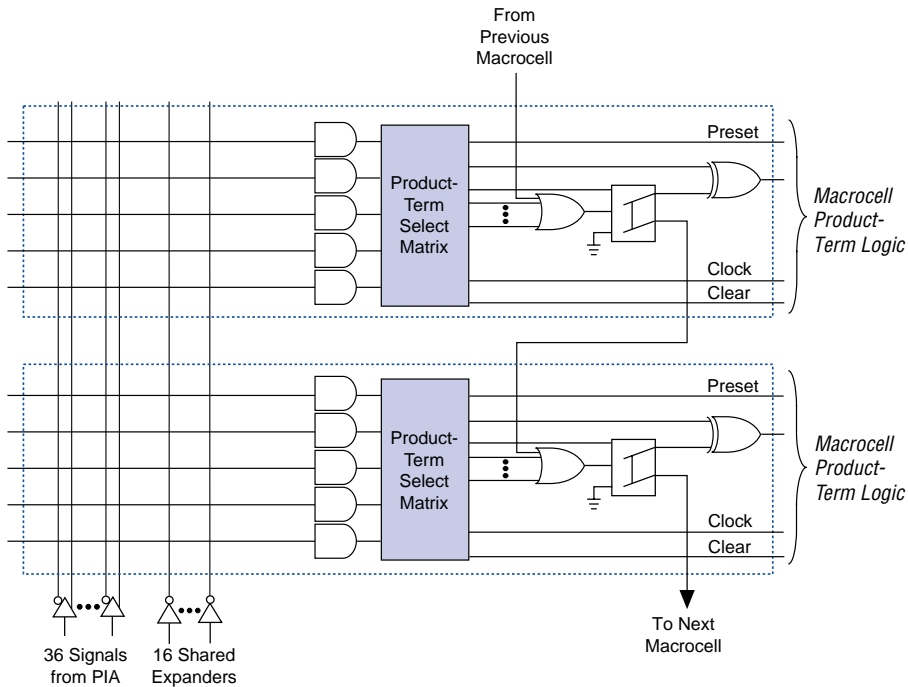 From
Previous
Macrocell
Preset
Product-
Term
Select
Matrix
Macrocell
Product-
Term Logic
Clock
Clear
Preset
Product-
Term
Select
Matrix
Macrocell
Product-
Term Logic
Clock
Clear
36 Signals
from PIA
16 Shared
Expanders
To Next
Macrocell